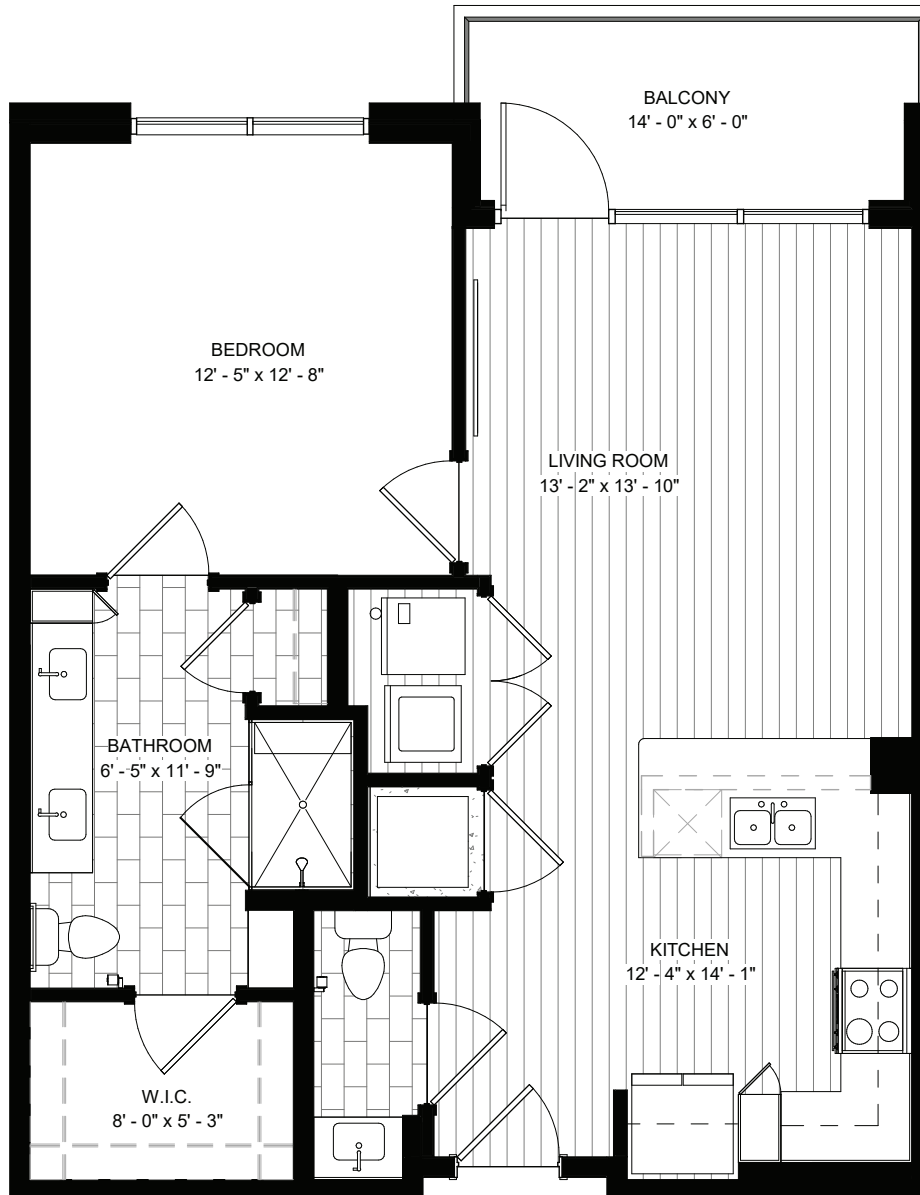 BALCONY
14' - 0" x 6' - 0"
BEDROOM
12' - 5" x 12' - 8"
LIVING ROOM
13' - 2" x 13' - 10"
BATHROOM
6' - 5" x 11' - 9"
KITCHEN
12' - 4" x 14' - 1"
W.I.C.
8' - 0" x 5' - 3"